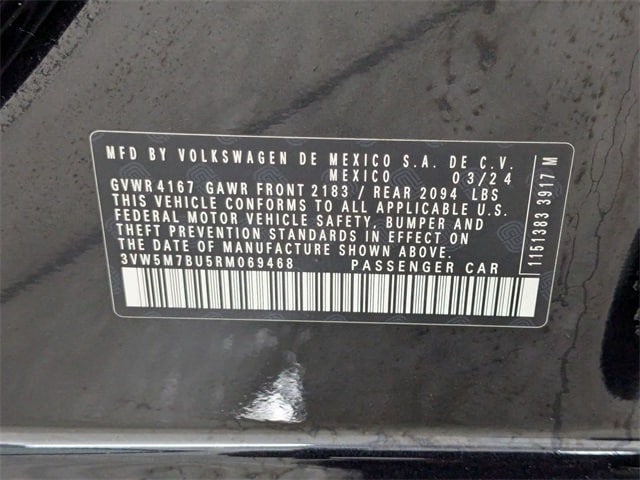 MFD BY VOLKSWAGEN DE MEXICO S.A. DE C.V.
MEXICO 03/24
GVWR 4167 GAWR FRONT 2183 / REAR 2094 LBS
THIS VEHICLE CONFORMS TO ALL APPLICABLE U.S.
FEDERAL MOTOR VEHICLE SAFETY, BUMPER AND
THEFT PREVENTION STANDARDS IN EFFECT ON
THE DATE OF MANUFACTURE SHOWN ABOVE.
3VW5M7BU5RM069468 PASSENGER CAR
1151383 3917 M